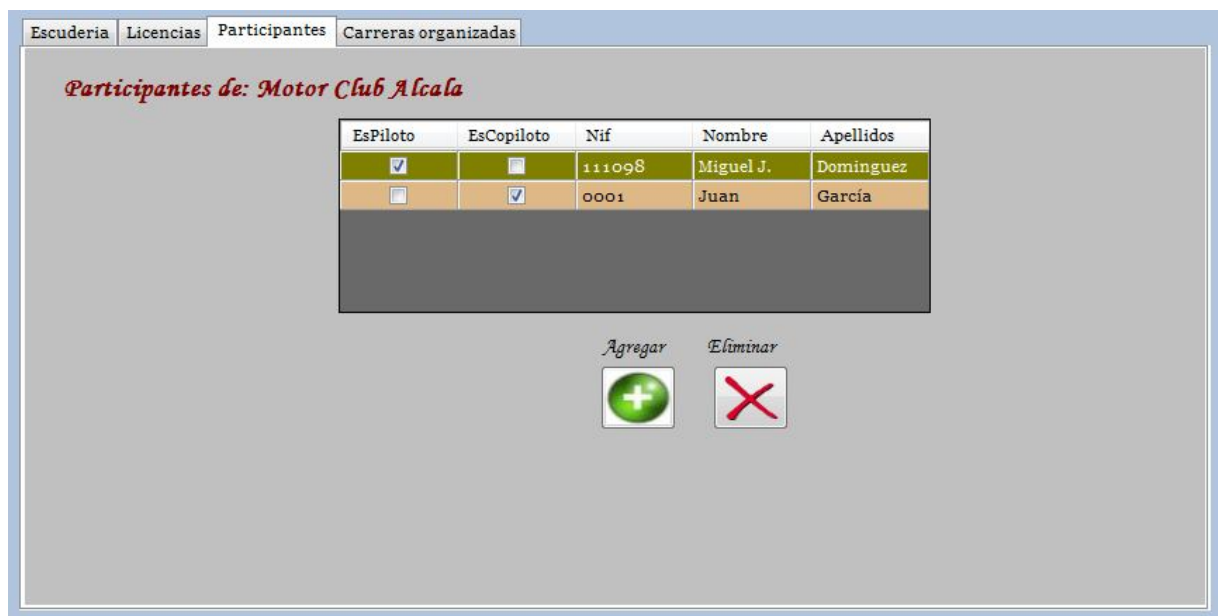 Escuderia Licencias Participantes Carreras organizadas
Participantes de: Motor Club Alcala
EsPiloto EsCopiloto Nif Nombre Apellidos
111098 Miguel J. Dominguez
0001 Juan García
Agregar Eliminar